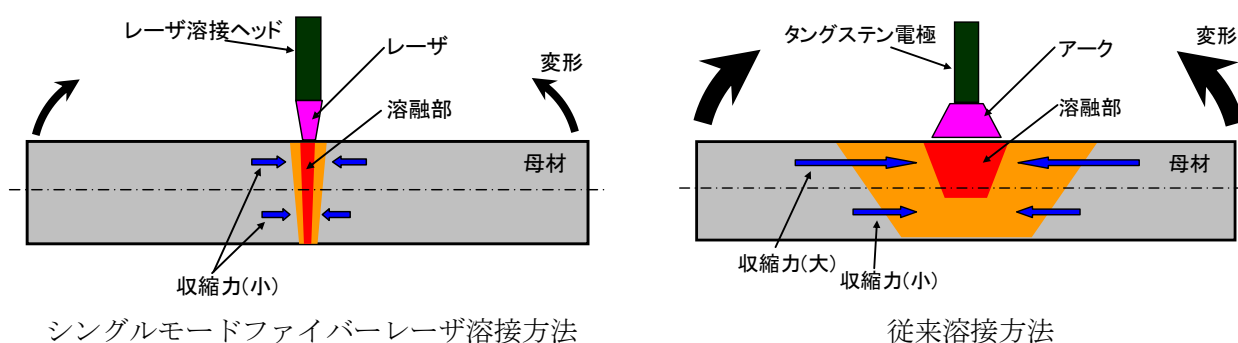 レーザ溶接ヘッド
レーザ
変形
溶融部
母材
収縮力(小)
シングルモードファイバーレーザ溶接方法
タングステン電極
アーク
変形
溶融部
母材
収縮力(大)
収縮力(小)
従来溶接方法